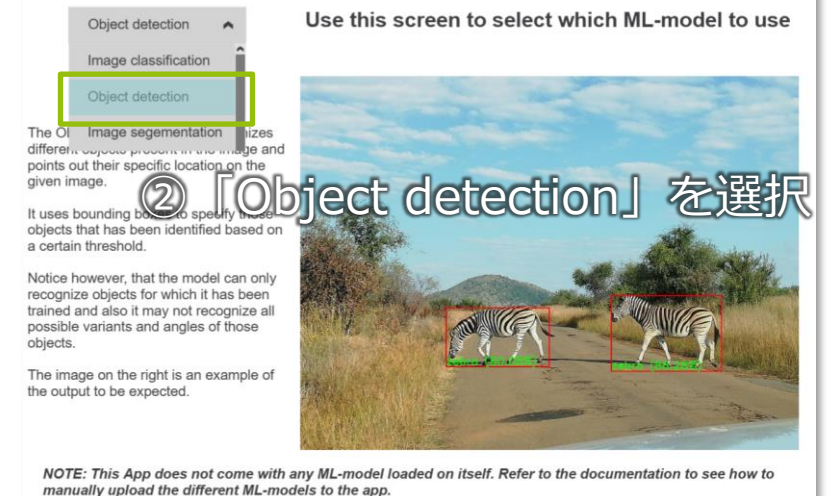 Object detection
Use this screen to select which ML-model to use
Image classification
Object detection
Image segementation
The
different objects present in the image and
points out their specific location on the
given image.
②「Object detection」を選択
It uses bounding boxes to specify those
objects that has been identified based on
a certain threshold.
Notice however, that the model can only
recognize objects for which it has been
trained and also it may not recognize all
possible variants and angles of those
objects.
The image on the right is an example of
the output to be expected.
NOTE: This App does not come with any ML-model loaded on itself. Refer to the documentation to see how to
manually upload the different ML-models to the app.